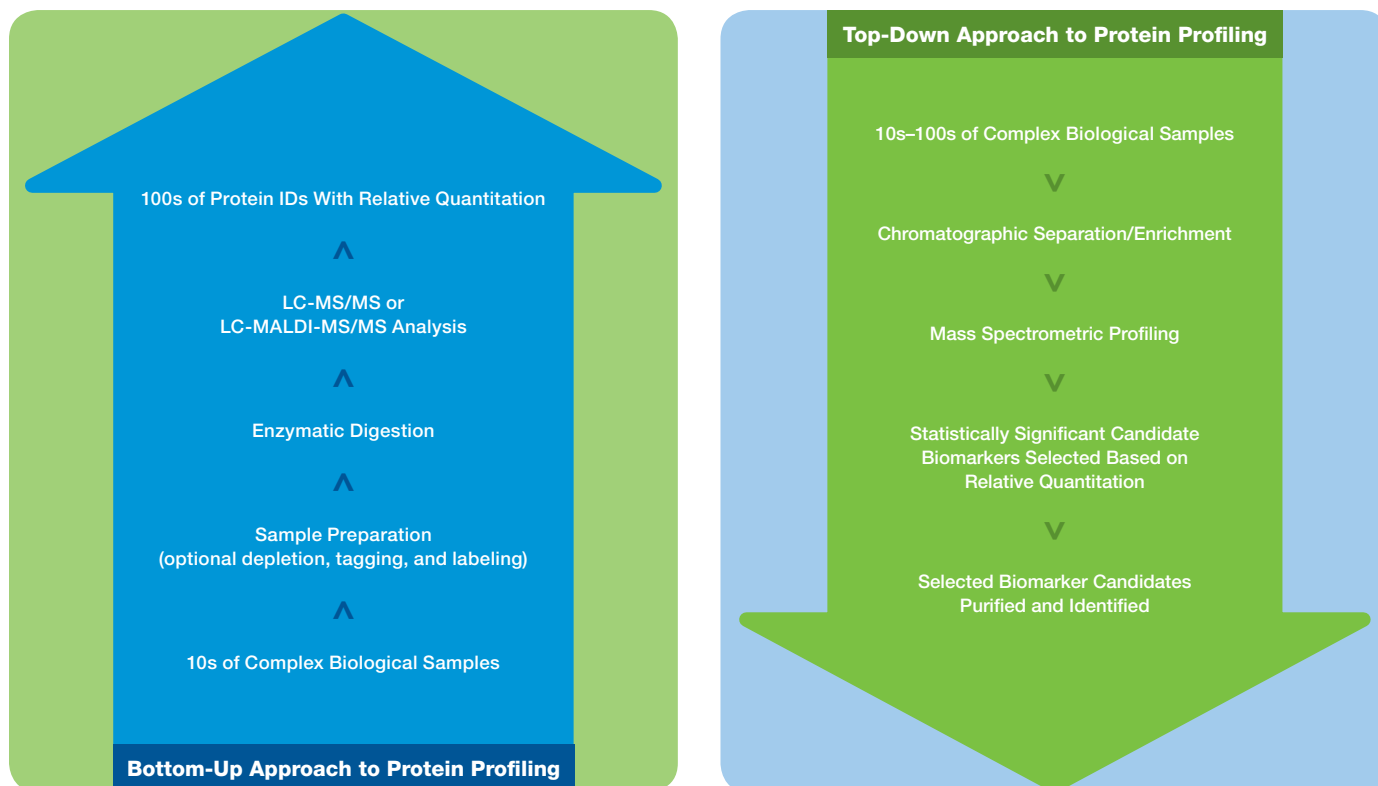 100s of Protein IDs With Relative Quantitation
^
LC-MS/MS or
LC-MALDI-MS/MS Analysis
^
Enzymatic Digestion
^
Sample Preparation
(optional depletion, tagging, and labeling)
^
10s of Complex Biological Samples
Bottom-Up Approach to Protein Profiling
Top-Down Approach to Protein Profiling
10s–100s of Complex Biological Samples
v
Chromatographic Separation/Enrichment
v
Mass Spectrometric Profiling
v
Statistically Significant Candidate
Biomarkers Selected Based on
Relative Quantitation
v
Selected Biomarker Candidates
Purified and Identified